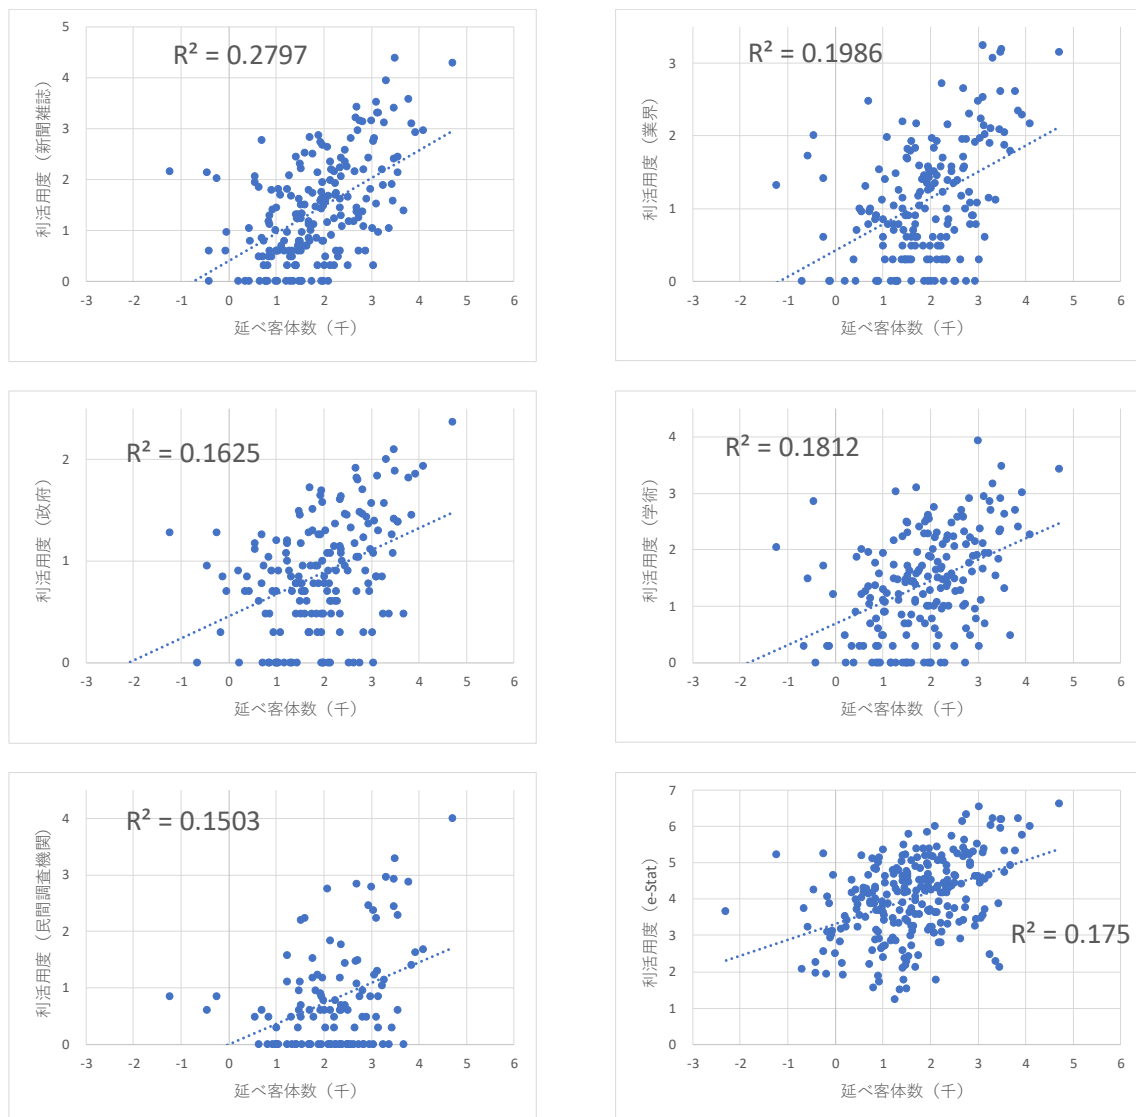 R² = 0.2797
利活用度（新聞雑誌）
5
4
3
2
1
0
-3 -2 -1 0 1 2 3 4 5 6
延べ客体数（千）
R² = 0.1986
利活用度（業界）
3
2
1
0
-3 -2 -1 0 1 2 3 4 5 6
延べ客体数（千）
R² = 0.1625
利活用度（政府）
2
1
0
-3 -2 -1 0 1 2 3 4 5 6
延べ客体数（千）
R² = 0.1812
利活用度（学術）
4
3
2
1
0
-3 -2 -1 0 1 2 3 4 5 6
延べ客体数（千）
R² = 0.1503
利活用度（民間調査機関）
4
3
2
1
0
-3 -2 -1 0 1 2 3 4 5 6
延べ客体数（千）
R² = 0.175
利活用度（e-Stat）
7
6
5
4
3
2
1
0
-3 -2 -1 0 1 2 3 4 5 6
延べ客体数（千）